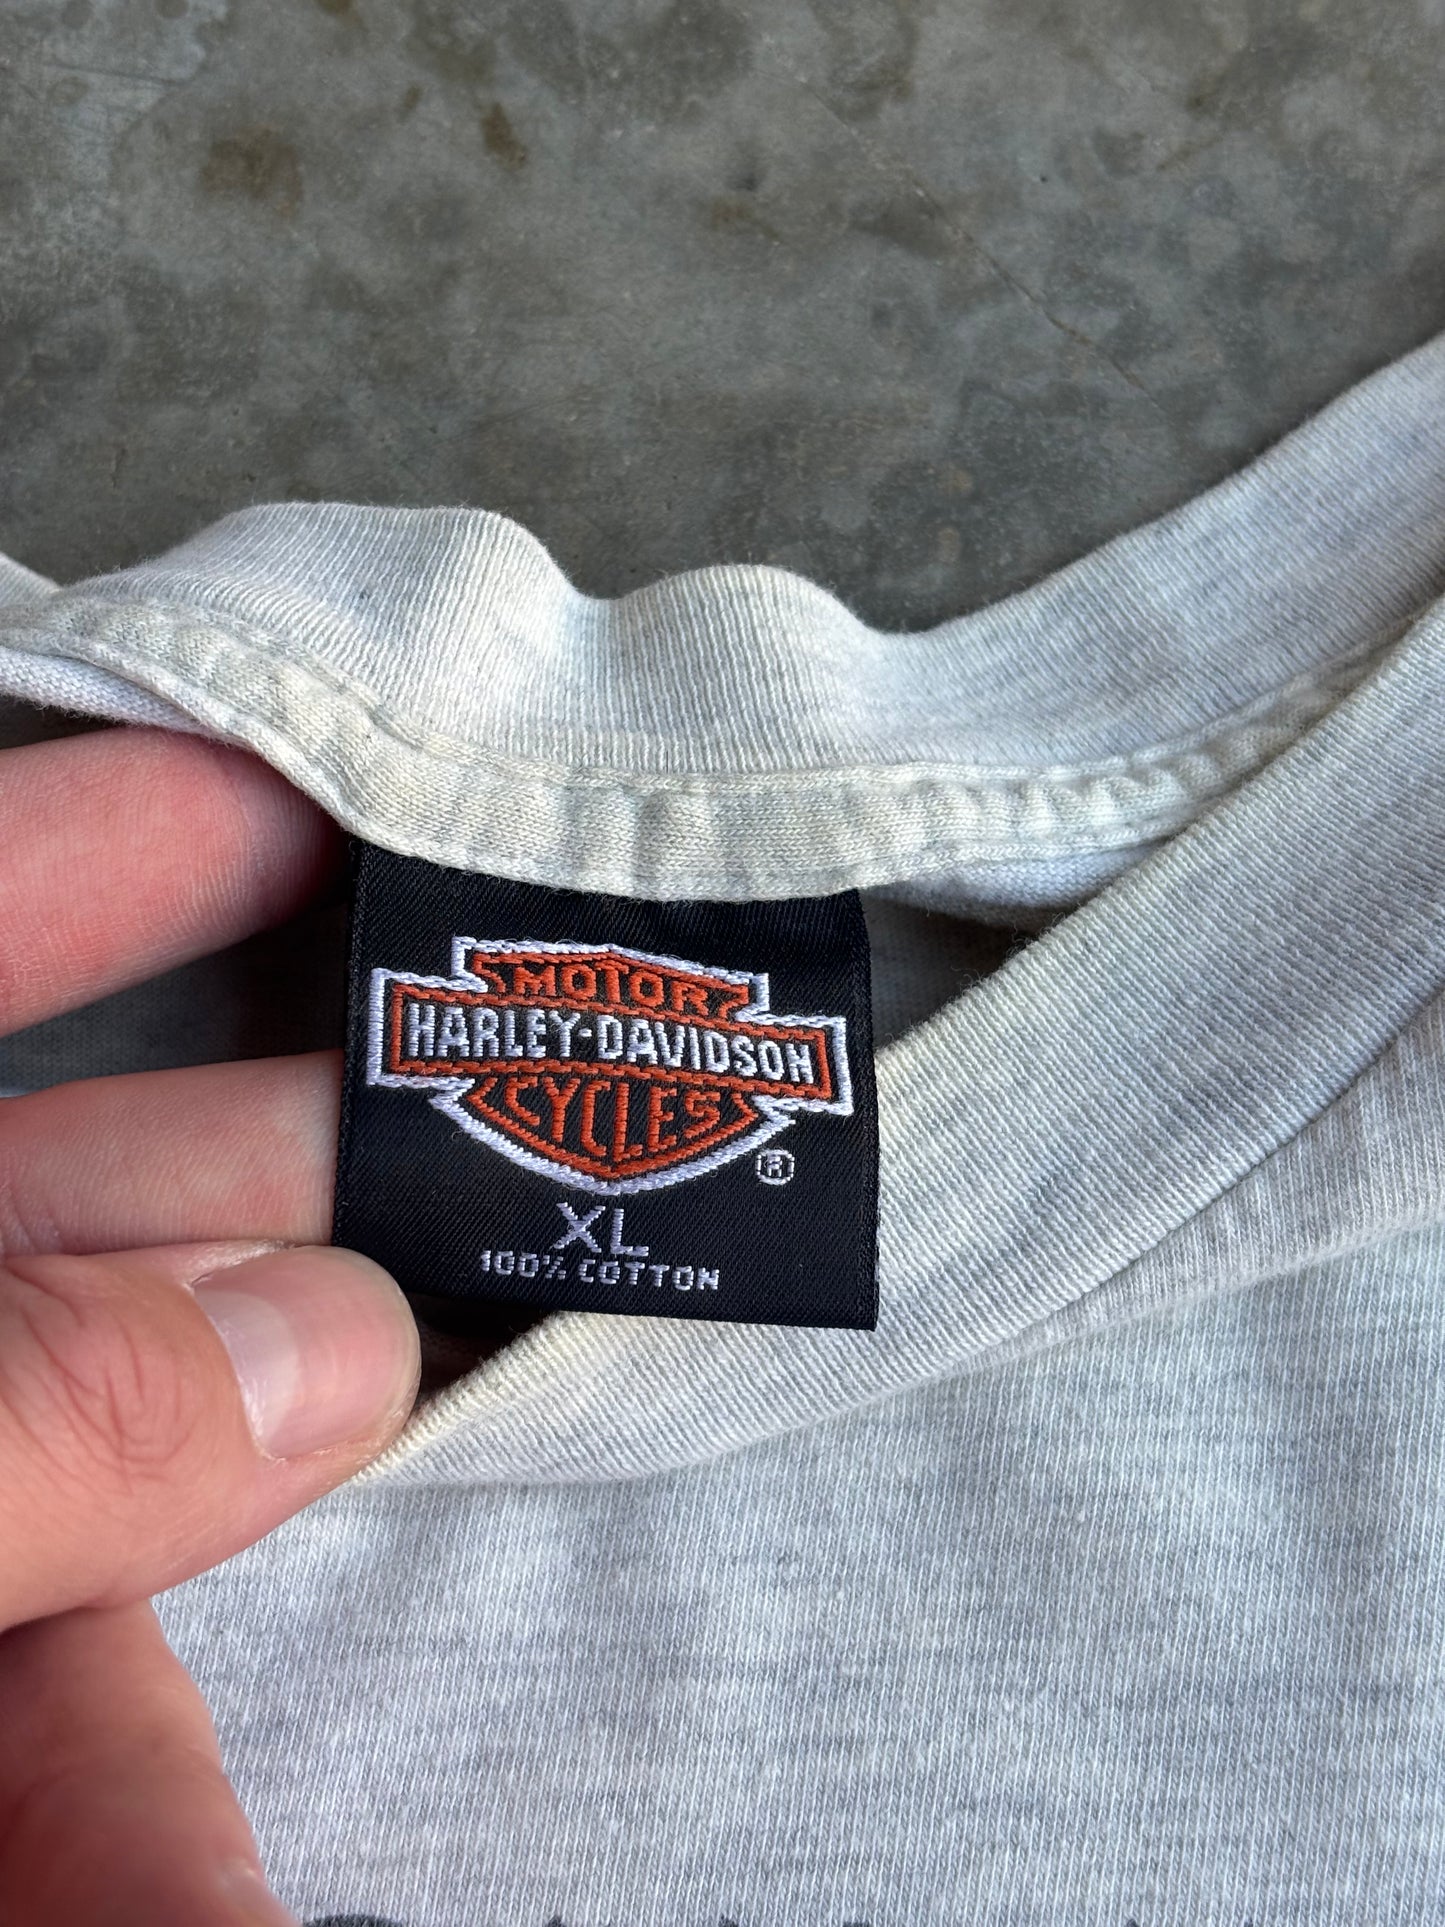 MOTOR
HARLEY-DAVIDSON
CYCLES
®
XL
100% COTTON